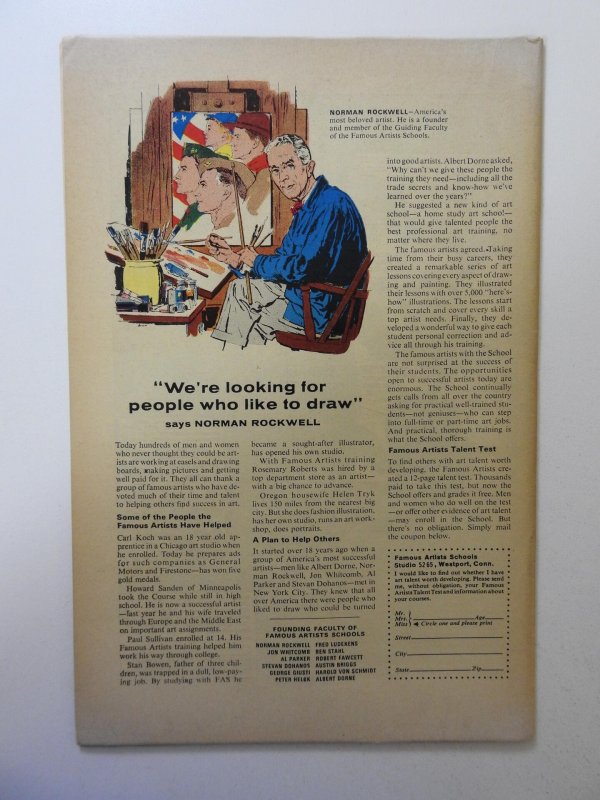 NORMAN ROCKWELL—America's
most beloved artist. He is a founder
and member of the Guiding Faculty
of the Famous Artists Schools.
"We're looking for
people who like to draw"
says NORMAN ROCKWELL
Today hundreds of men and women
who never thought they could be art-
ists are working at easels and drawing
boards, making pictures and getting
well paid for it. They all can thank a
group of famous artists who have de-
voted much of their time and talent
to helping others find success in art.
Some of the People the
Famous Artists Have Helped
Carl Koch was an 18 year old ap-
prentice in a Chicago art studio when
he enrolled. Today he prepares ads
for such companies as General
Motors and Firestone—has won five
gold medals.
Howard Sanden of Minneapolis
took the Course while still in high
school. He is now a successful artist
—last year he and his wife traveled
through Europe and the Middle East
on important art assignments.
Paul Sullivan enrolled at 14. His
Famous Artists training helped him
work his way through college.
Stan Bowen, father of three chil-
dren, was trapped in a dull, low-pay-
ing job. By studying with FAS he
became a sought-after illustrator,
has opened his own studio.
With Famous Artists training
Rosemary Roberts was hired by a
top department store as an artist—
with a big chance to advance.
Oregon housewife Helen Tryk
lives 150 miles from the nearest big
city. But she does fashion illustration,
has her own studio, runs an art work-
shop, does portraits.
A Plan to Help Others
It started over 18 years ago when a
group of America's most successful
artists—men like Albert Dorne, Nor-
man Rockwell, Jon Whitcomb, Al
Parker and Stevan Dohanos—met in
New York City. They knew that all
over America there were people who
liked to draw who could be turned
FOUNDING FACULTY OF
FAMOUS ARTISTS SCHOOLS
NORMAN ROCKWELL FRED LUDEKENS
JON WHITCOMB BEN STAHL
AL PARKER ROBERT FAWCETT
STEVAN DOHANOS AUSTIN BRIGGS
GEORGE GIUSTI HAROLD VON SCHMIDT
PETER HELCK ALBERT DORNE
into good artists. Albert Dorne asked,
"Why can't we give these people the
training they need—including all the
trade secrets and know-how we've
learned over the years?"
He suggested a new kind of art
school—a home study art school—
that would give talented people the
best professional art training, no
matter where they live.
The famous artists agreed. Taking
time from their busy careers, they
created a remarkable series of art
lessons covering every aspect of draw-
ing and painting. They illustrated
their lessons with over 5,000 "here's-
how" illustrations. The lessons start
from scratch and cover every skill a
top artist needs. Finally, they de-
veloped a wonderful way to give each
student personal correction and ad-
vice all through his training.
The famous artists with the School
are not surprised at the success of
their students. The opportunities
open to successful artists today are
enormous. The School continually
gets calls from all over the country
asking for practical well-trained stu-
dents—not geniuses—who can step
into full-time or part-time art jobs.
And practical, thorough training is
what the School offers.
Famous Artists Talent Test
To find others with art talent worth
developing, the Famous Artists cre-
ated a 12-page talent test. Thousands
paid to take this test, but now the
School offers and grades it free. Men
and women who do well on the test
—or offer other evidence of art talent
—may enroll in the School. But
there's no obligation. Simply mail
the coupon below.
Famous Artists Schools
Studio 5265, Westport, Conn.
I would like to find out whether I have
art talent worth developing. Please send
me, without obligation, your Famous
Artists Talent Test and information about
your courses.
Mr.
Mrs. Age
Miss ◄ Circle one and please print
Street
City
State Zip